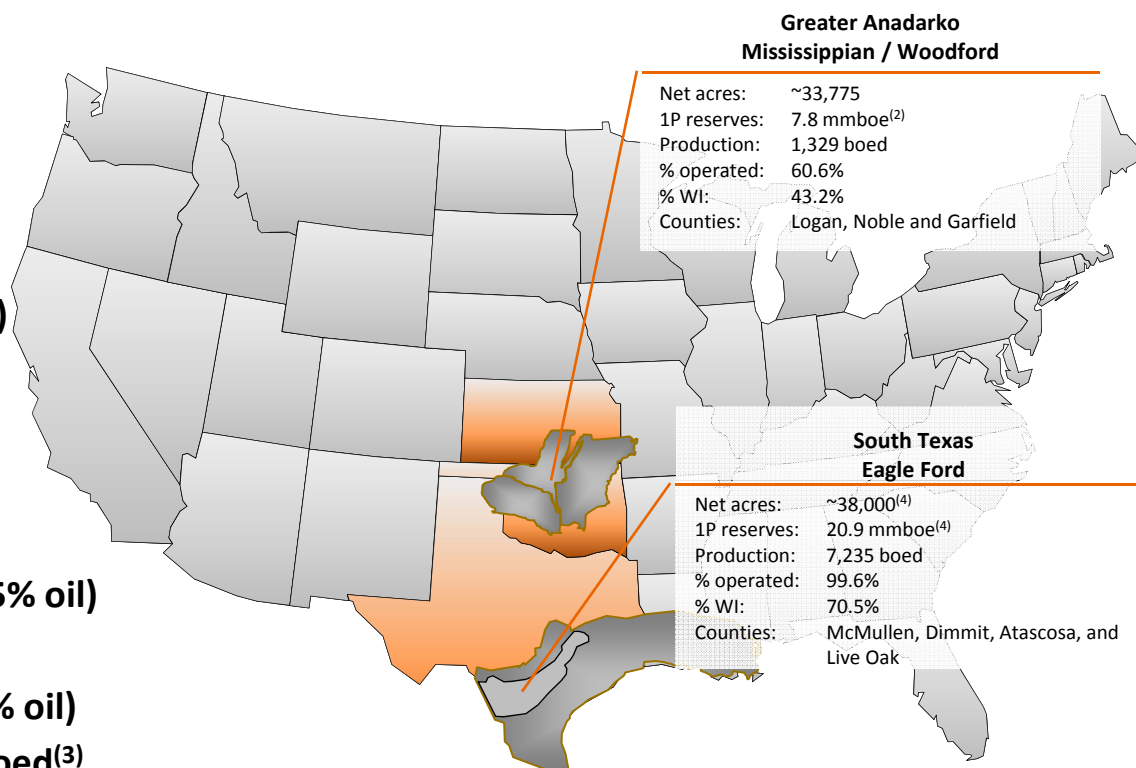 Greater Anadarko
Mississippian / Woodford
Net acres: ~33,775
1P reserves: 7.8 mmboe(2)
Production: 1,329 boed
% operated: 60.6%
% WI: 43.2%
Counties: Logan, Noble and Garfield
)
South Texas
Eagle Ford
Net acres: ~38,000(4)
1P reserves: 20.9 mmboe(4)
Production: 7,235 boed
% operated: 99.6%
% WI: 70.5%
Counties: McMullen, Dimmit, Atascosa, and
Live Oak
5% oil)
% oil)
oed(3)